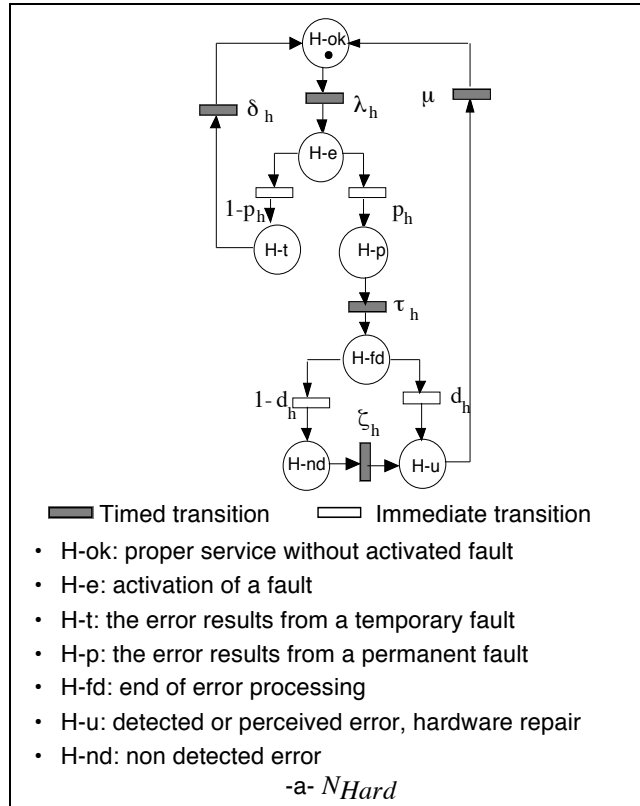 H-ok
δh
λh
μ
H-e
1-ph
ph
H-t
H-p
τh
H-fd
1- dh
dh
ζh
H-nd
H-u
Timed transition
Immediate transition
• H-ok: proper service without activated fault
• H-e: activation of a fault
• H-t: the error results from a temporary fault
• H-p: the error results from a permanent fault
• H-fd: end of error processing
• H-u: detected or perceived error, hardware repair
• H-nd: non detected error
-a- NHard